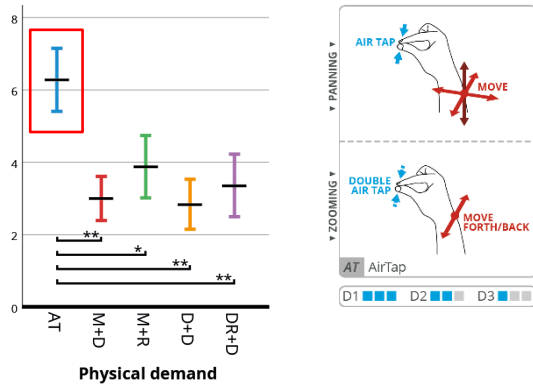 8
6
4
2
0
**
*
**
**
AT
M+D
M+R
D+D
DR+D
Physical demand
◄ PANNING ►
AIR TAP
MOVE
◄ ZOOMING ►
DOUBLE
AIR TAP
MOVE
FORTH/BACK
AT AirTap
D1 D2 D3